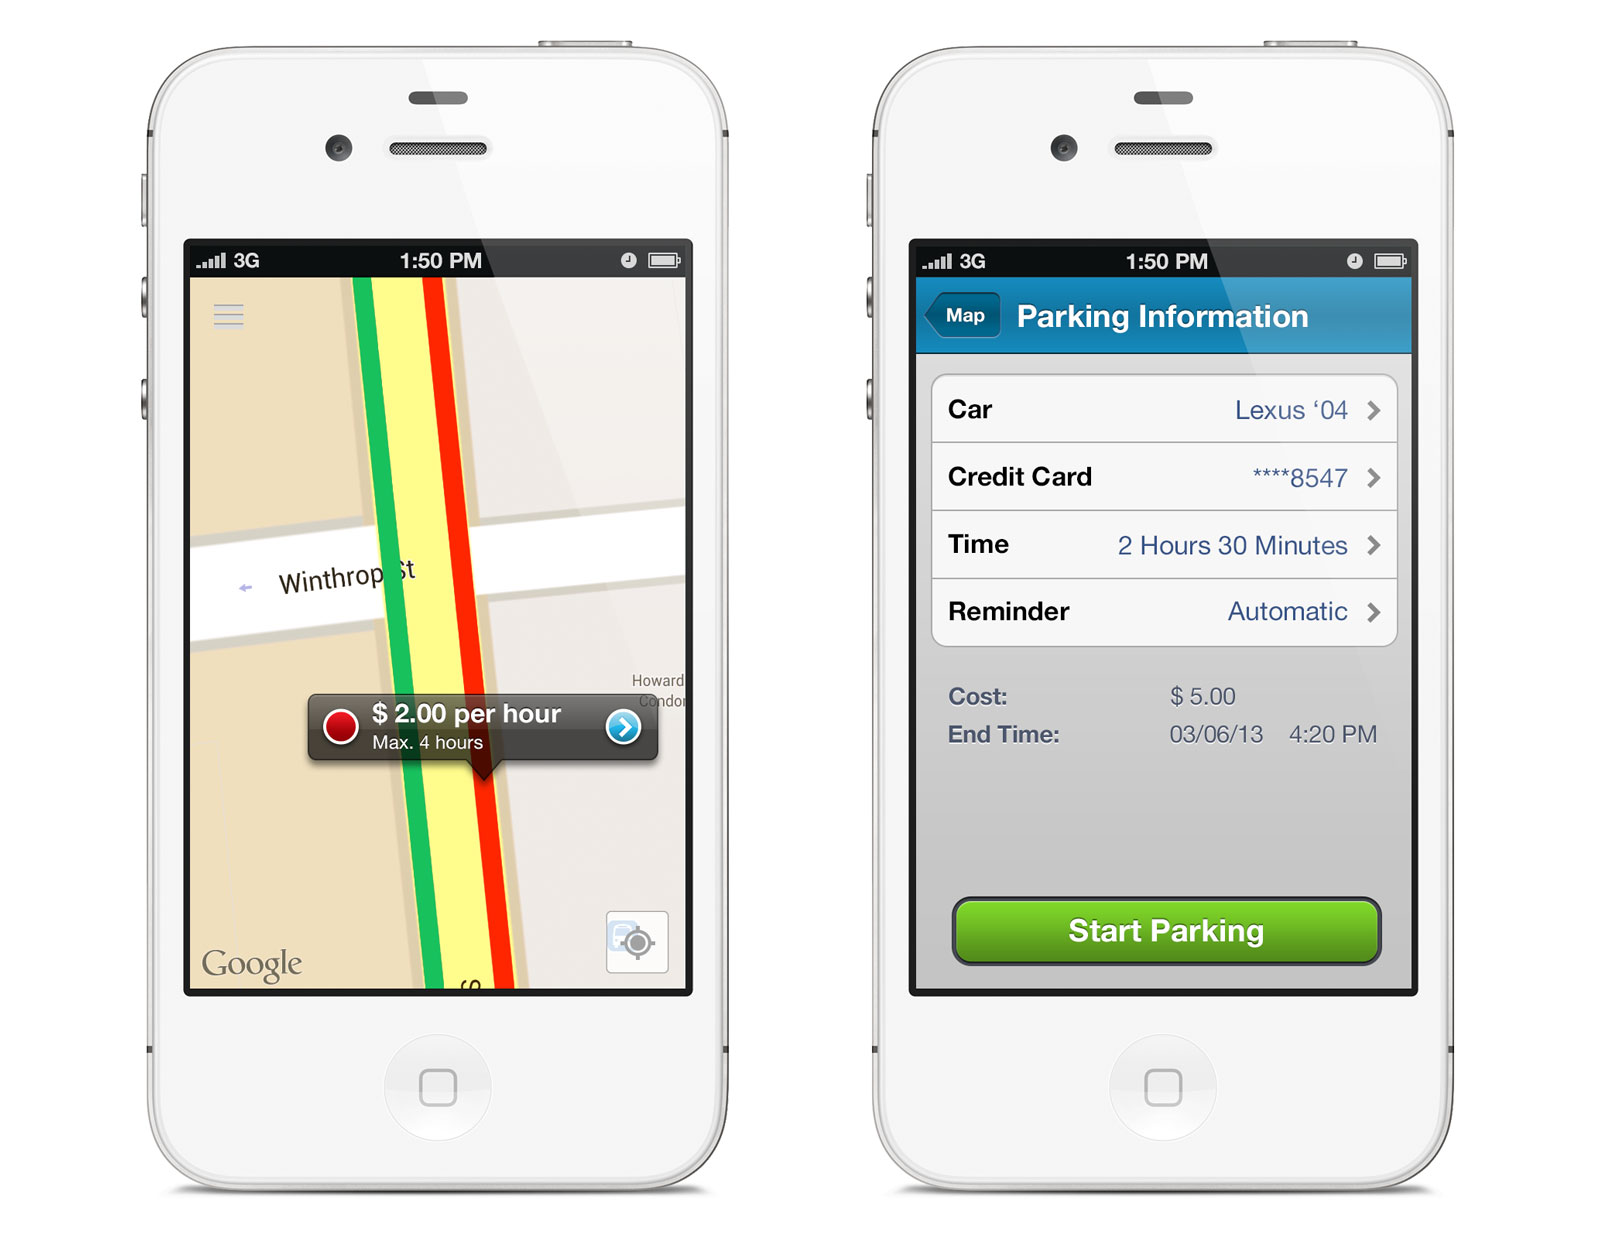 3G 1:50 PM
Winthrop St
Howard
Condor
$ 2.00 per hour
Max. 4 hours
Google
S
3G 1:50 PM
Map Parking Information
Car Lexus ‘04
Credit Card ****8547
Time 2 Hours 30 Minutes
Reminder Automatic
Cost: $ 5.00
End Time: 03/06/13 4:20 PM
Start Parking